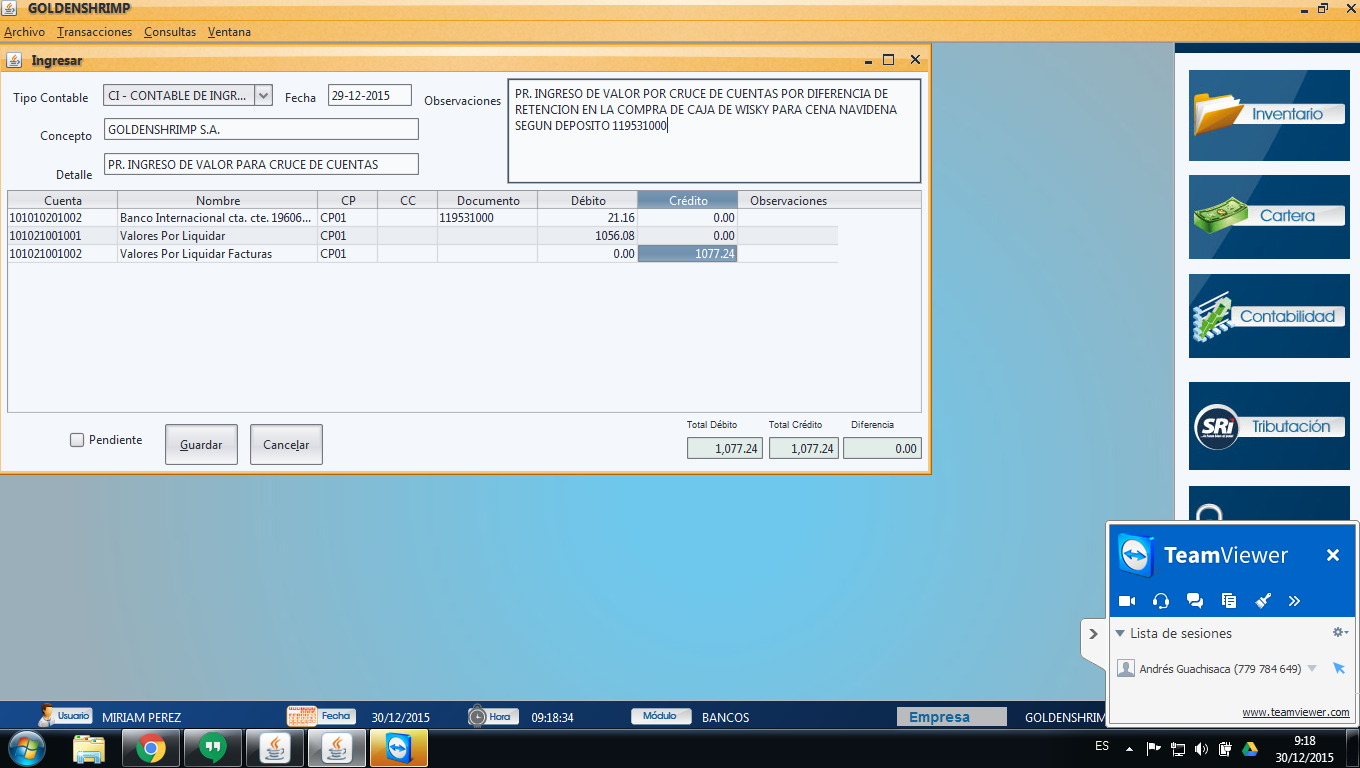 GOLDENSHRIMP
Archivo Transacciones Consultas Ventana
Ingresar
Tipo Contable CI - CONTABLE DE INGR... Fecha 29-12-2015 Observaciones
PR. INGRESO DE VALOR POR CRUCE DE CUENTAS POR DIFERENCIA DE
RETENCION EN LA COMPRA DE CAJA DE WISKY PARA CENA NAVIDENA
SEGUN DEPOSITO 119531000
Concepto GOLDENSHRIMP S.A.
Detalle PR. INGRESO DE VALOR PARA CRUCE DE CUENTAS
Cuenta Nombre CP CC Documento Débito Crédito Observaciones
101010201002 Banco Internacional cta. cte. 19606... CP01 119531000 21.16 0.00
101021001001 Valores Por Liquidar CP01 1056.08 0.00
101021001002 Valores Por Liquidar Facturas CP01 0.00 1077.24
Pendiente Guardar Cancelar
Total Débito Total Crédito Diferencia
1,077.24 1,077.24 0.00
Inventario
Cartera
Contabilidad
SRi Tributación
TeamViewer
Lista de sesiones
Andrés Guachisaca (779 784 649)
www.teamviewer.com
Usuario MIRIAM PEREZ Fecha 30/12/2015 Hora 09:18:34 Módulo BANCOS Empresa GOLDENSHRIM
ES 9:18
30/12/2015